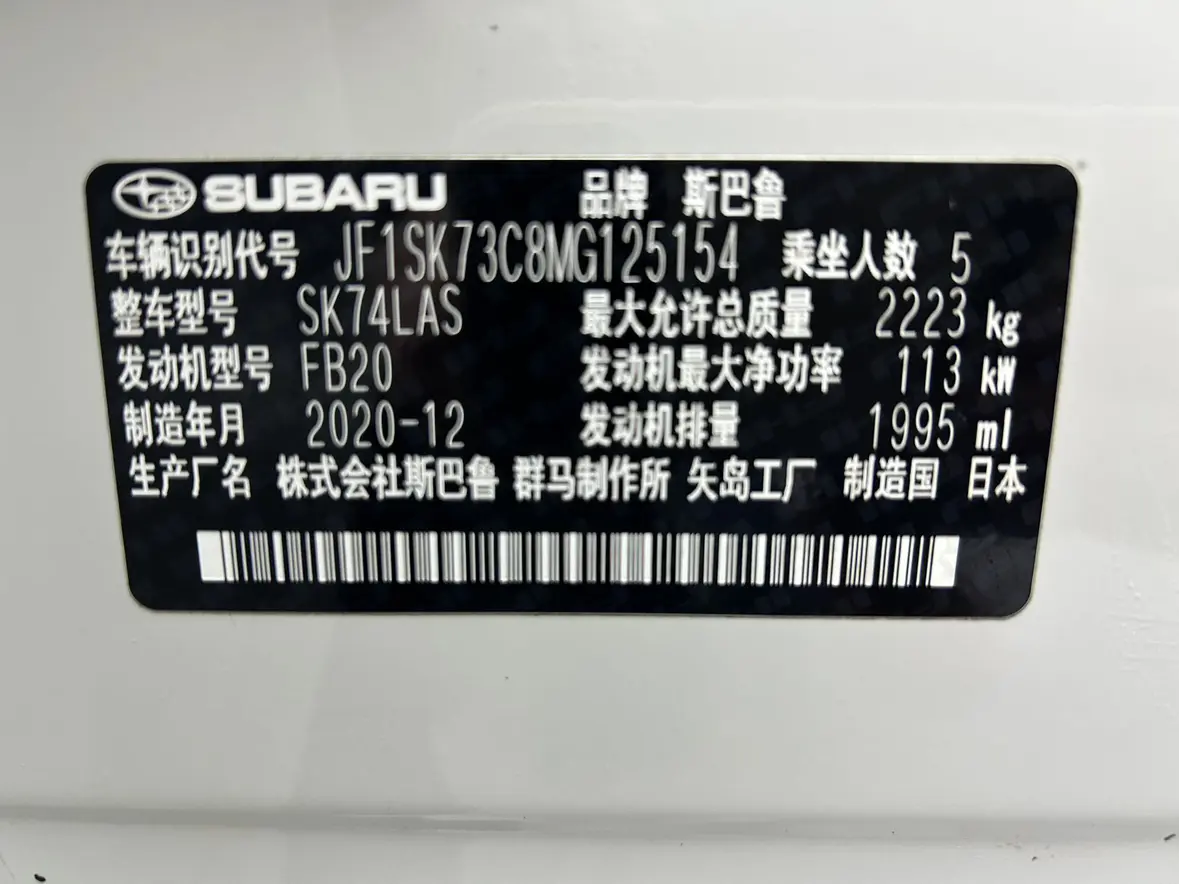 SUBARU 品牌 斯巴鲁
车辆识别代号 JF1SK73C8MG125154 乘坐人数 5
整车型号 SK74LAS 最大允许总质量 2223 kg
发动机型号 FB20 发动机最大净功率 113 kW
制造年月 2020-12 发动机排量 1995 ml
生产厂名 株式会社斯巴鲁 群马制作所 矢岛工厂 制造国 日本